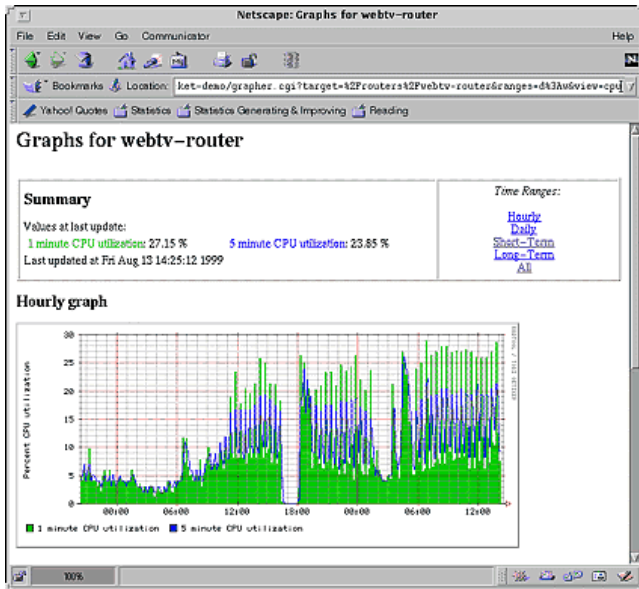 Netscape: Graphs for webtv-router
File Edit View Go Communicator Help
N
Bookmarks Location: ket-demo/grapher.cgi?target=%2Frouters%2Fwebtv-router&ranges=d%3Aw&view=cpu
Yahoo! Quotes Statistics Statistics Generating & Improving Reading
Graphs for webtv-router
Summary
Values at last update:
1 minute CPU utilization: 27.15 % 5 minute CPU utilization: 23.85 %
Last updated at Fri Aug 13 14:25:12 1999
Time Ranges:
Hourly
Daily
Short-Term
Long-Term
All
Hourly graph
Percent CPU utilization
30
25
20
15
10
5
0
00:00 06:00 12:00 18:00 00:00 06:00 12:00
1 minute CPU utilization 5 minute CPU utilization
100%